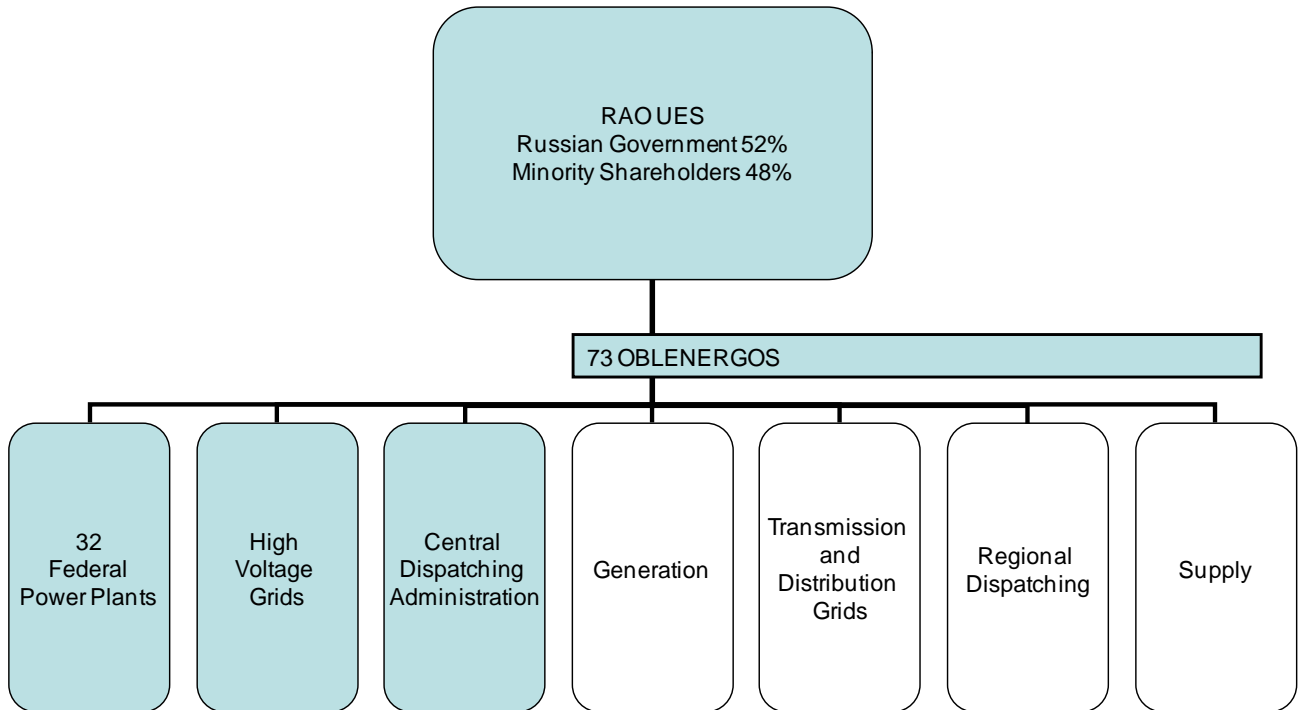 RAO UES
Russian Government 52%
Minority Shareholders 48%
73 OBLENERGOS
32
Federal
Power Plants
High
Voltage
Grids
Central
Dispatching
Administration
Generation
Transmission
and
Distribution
Grids
Regional
Dispatching
Supply